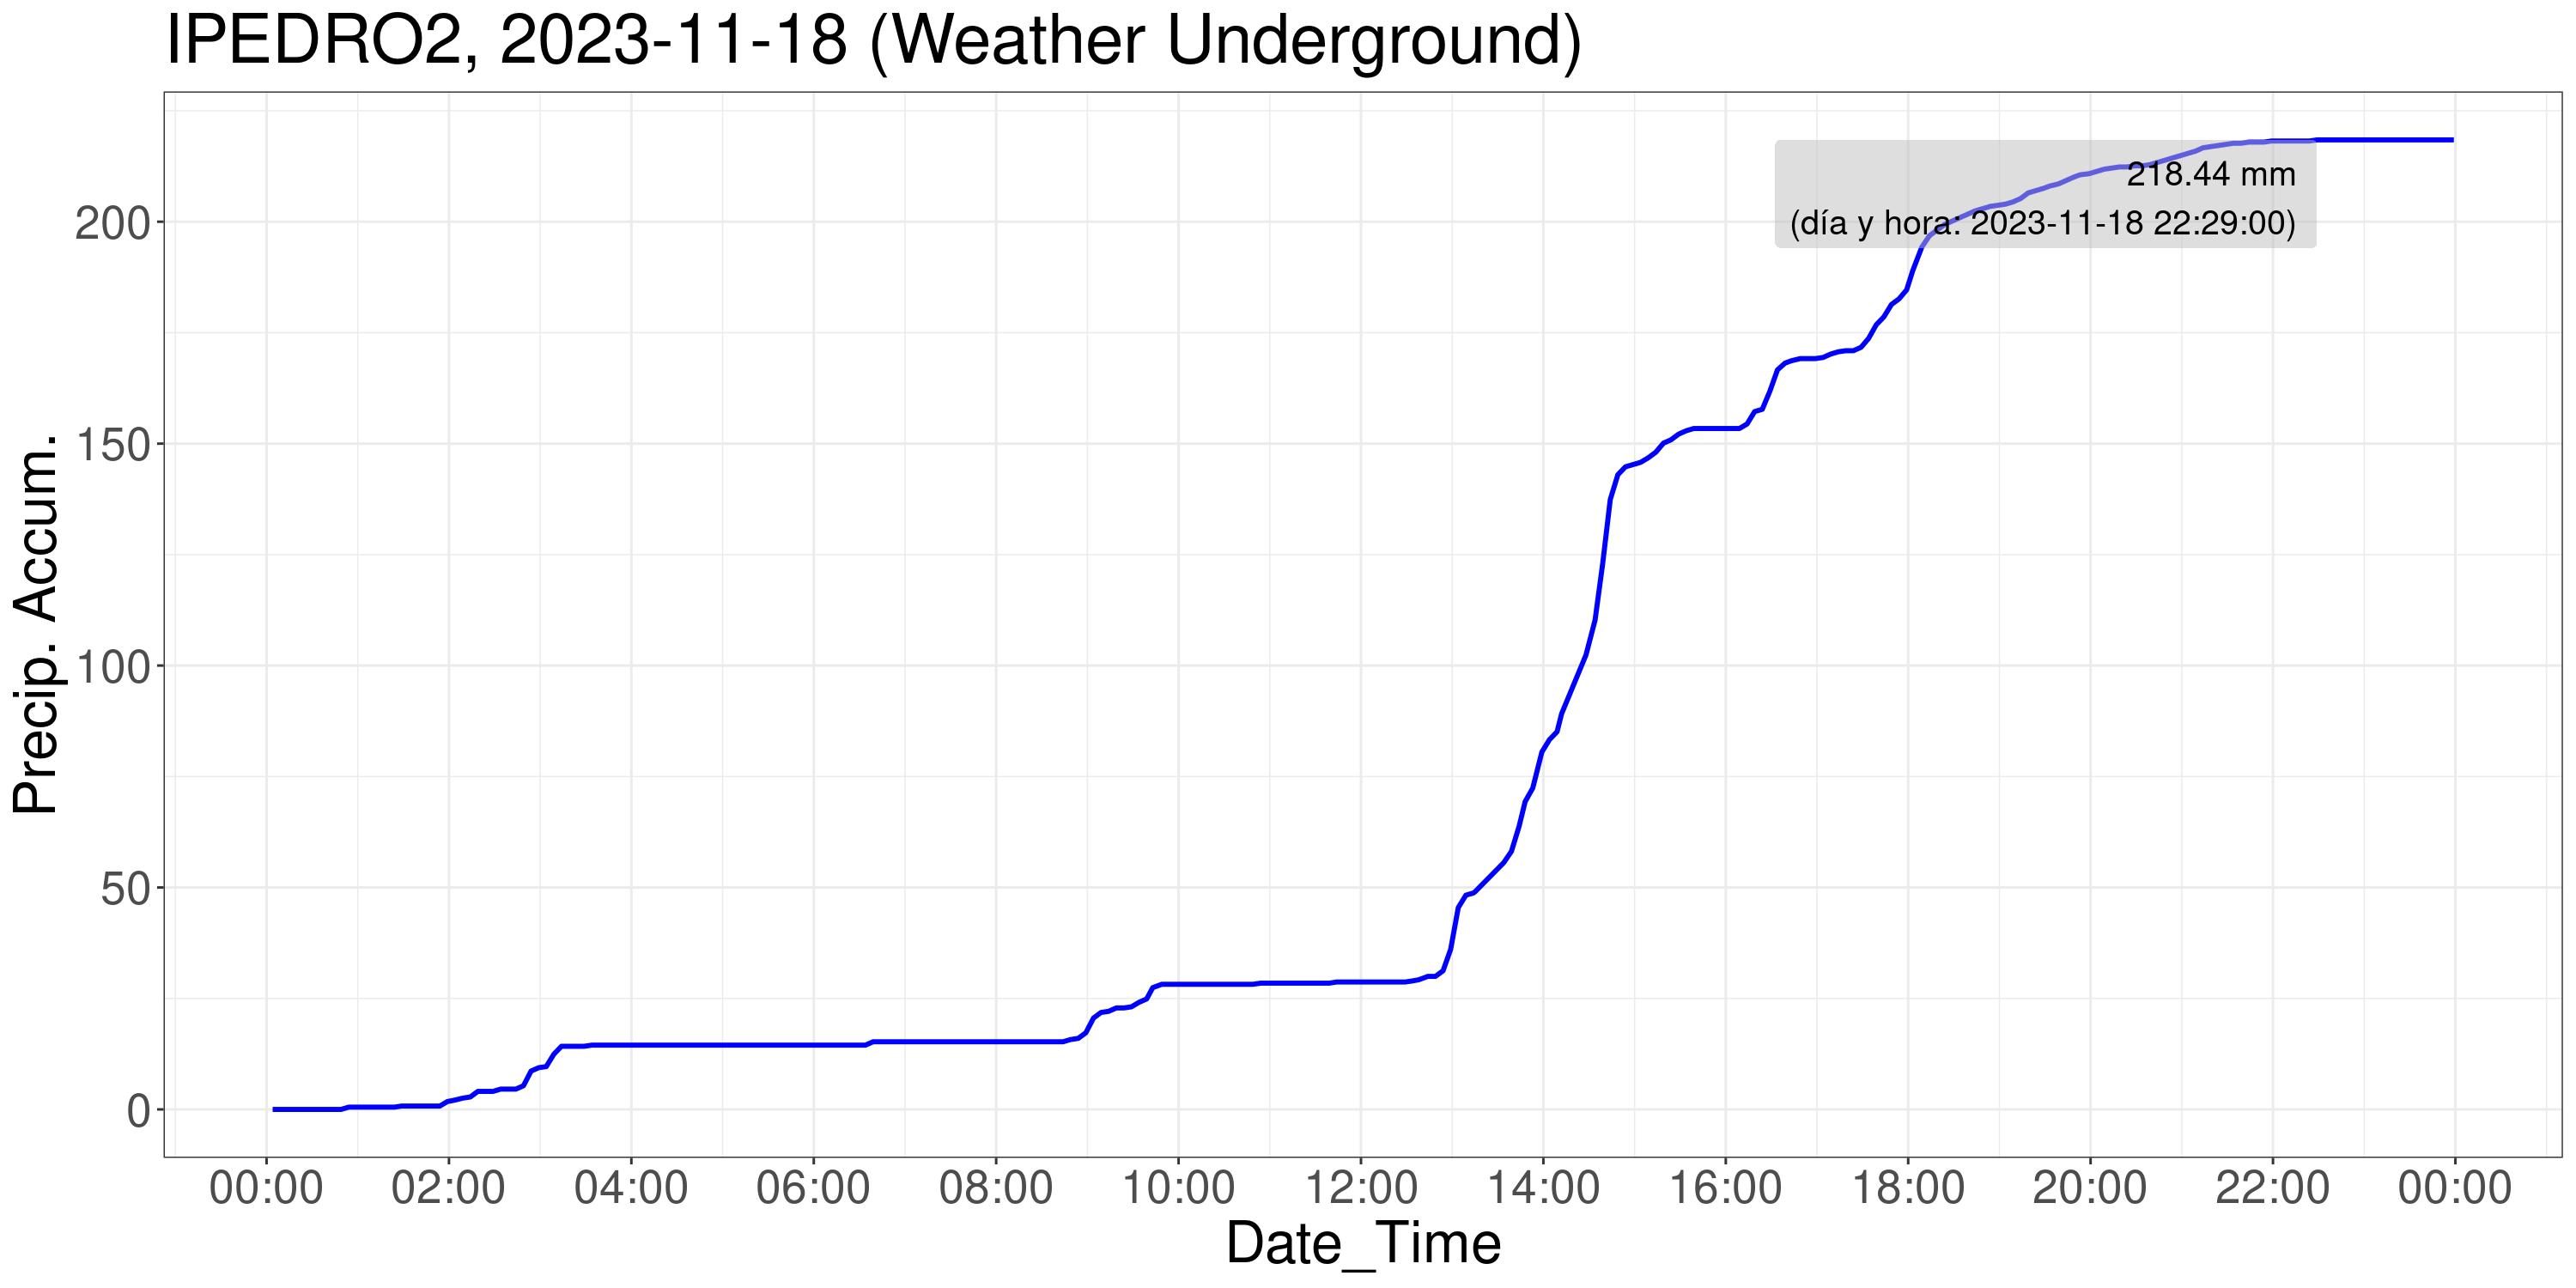 IPEDRO2, 2023-11-18 (Weather Underground)
218.44 mm
(día y hora: 2023-11-18 22:29:00)
Precip. Accum.
200
150
100
50
0
00:00 02:00 04:00 06:00 08:00 10:00 12:00 14:00 16:00 18:00 20:00 22:00 00:00
Date_Time